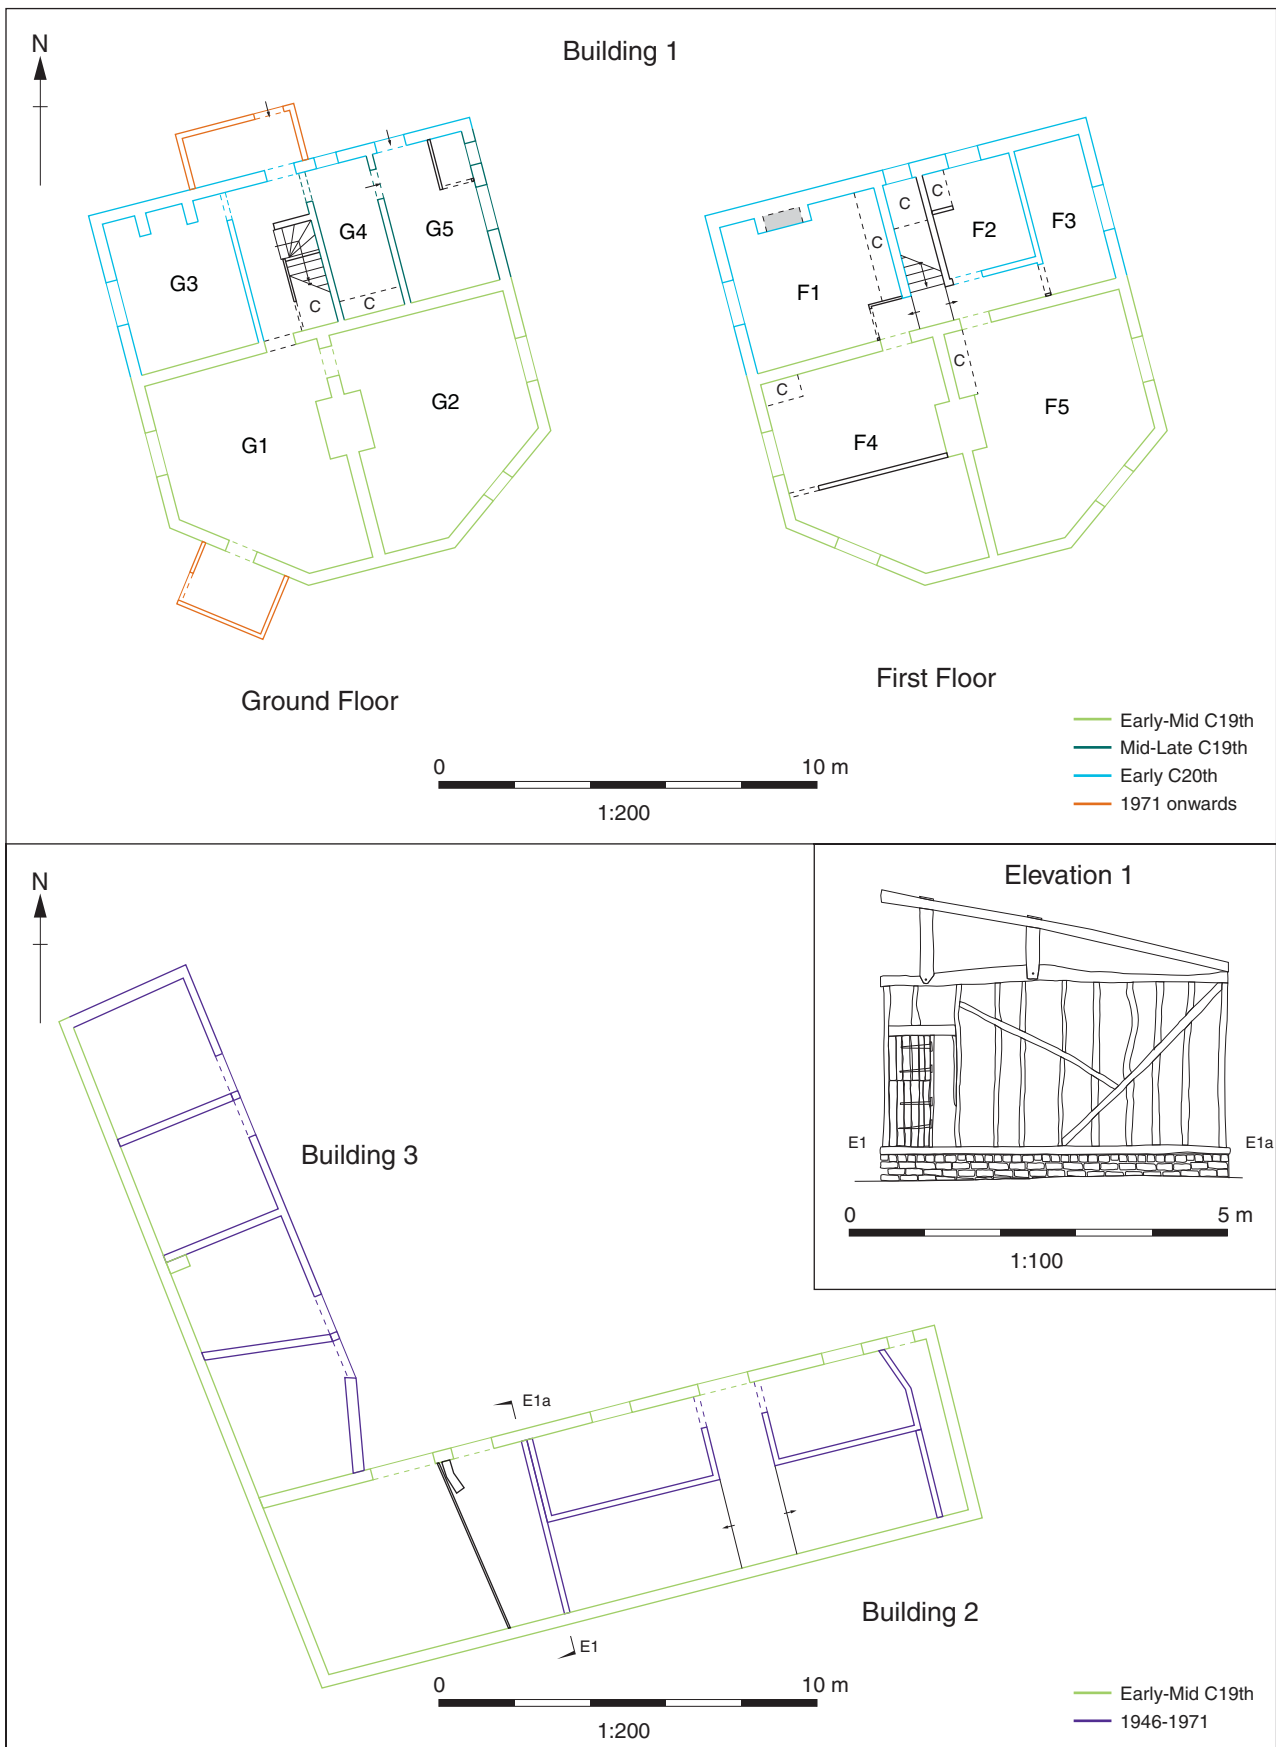 Building 1
N
G3
G4
G5
C
C
G1
G2
F1
C
C
C
F2
F3
C
C
F4
F5
Ground Floor
First Floor
0 10 m
1:200
Early-Mid C19th
Mid-Late C19th
Early C20th
1971 onwards
N
Building 3
Elevation 1
E1 E1a
0 5 m
1:100
E1a
E1
Building 2
0 10 m
1:200
Early-Mid C19th
1946-1971